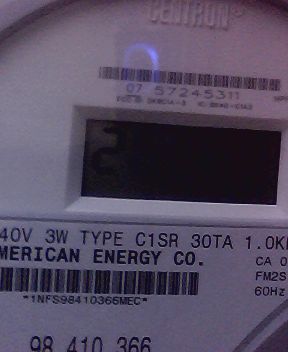 CENTRON®
07 57245311
2
40V 3W TYPE C1SR 30TA 1.0K
MERICAN ENERGY CO.
CA 0
FM2S
60Hz
*1NFS98410366MEC*
98 410 366